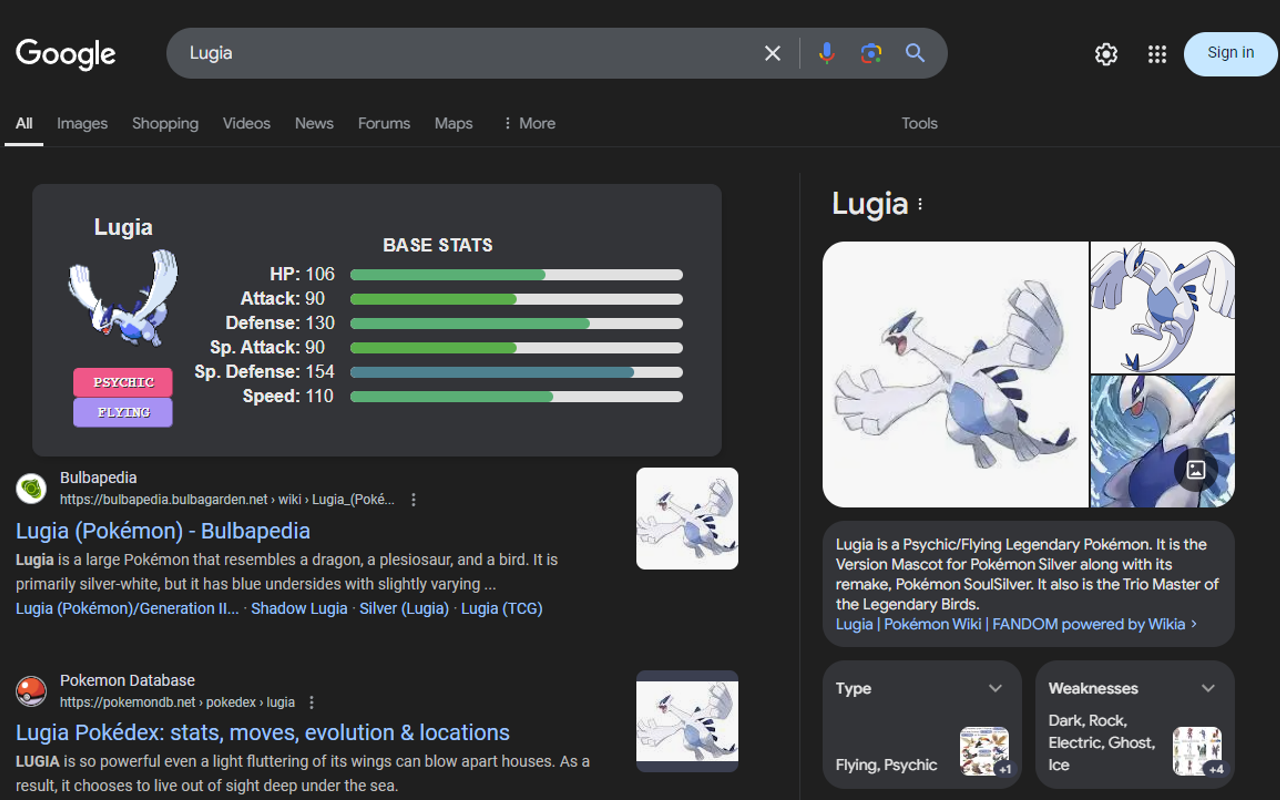 Google
Lugia
Sign in
All Images Shopping Videos News Forums Maps More Tools
Lugia
PSYCHIC
FLYING
BASE STATS
HP: 106
Attack: 90
Defense: 130
Sp. Attack: 90
Sp. Defense: 154
Speed: 110
Bulbapedia
https://bulbapedia.bulbagarden.net › wiki › Lugia_(Poké...
Lugia (Pokémon) - Bulbapedia
Lugia is a large Pokémon that resembles a dragon, a plesiosaur, and a bird. It is
primarily silver-white, but it has blue undersides with slightly varying ...
Lugia (Pokémon)/Generation II... · Shadow Lugia · Silver (Lugia) · Lugia (TCG)
Pokemon Database
https://pokemondb.net › pokedex › lugia
Lugia Pokédex: stats, moves, evolution & locations
LUGIA is so powerful even a light fluttering of its wings can blow apart houses. As a
result, it chooses to live out of sight deep under the sea.
Lugia
Lugia is a Psychic/Flying Legendary Pokémon. It is the
Version Mascot for Pokémon Silver along with its
remake, Pokémon SoulSilver. It also is the Trio Master of
the Legendary Birds.
Lugia | Pokémon Wiki | FANDOM powered by Wikia ›
Type
Flying, Psychic
+1
Weaknesses
Dark, Rock,
Electric, Ghost,
Ice
+4